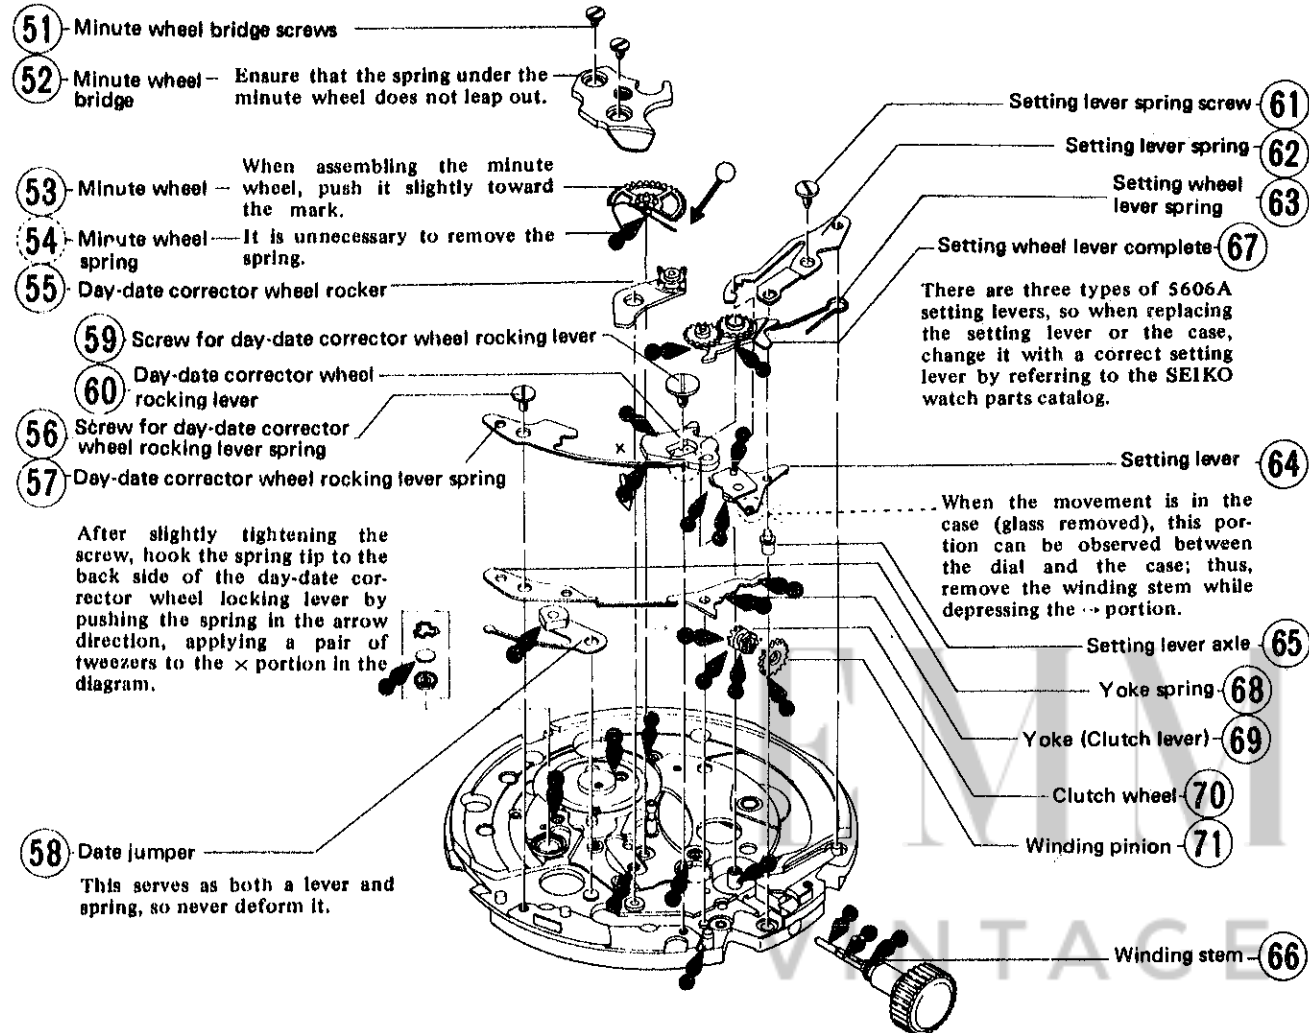 51 Minute wheel bridge screws
52 Minute wheel bridge
Ensure that the spring under the
minute wheel does not leap out.
53 Minute wheel
When assembling the minute
wheel, push it slightly toward
the mark.
54 Minute wheel
spring
It is unnecessary to remove the
spring.
55 Day-date corrector wheel rocker
59 Screw for day-date corrector wheel rocking lever
60 Day-date corrector wheel
rocking lever
56 Screw for day-date corrector
wheel rocking lever spring
×
57 Day-date corrector wheel rocking lever spring
After slightly tightening the
screw, hook the spring tip to the
back side of the day-date cor-
rector wheel locking lever by
pushing the spring in the arrow
direction, applying a pair of
tweezers to the × portion in the
diagram.
58 Date jumper
This serves as both a lever and
spring, so never deform it.
Setting lever spring screw 61
Setting lever spring 62
Setting wheel
lever spring 63
Setting wheel lever complete 67
There are three types of 5606A
setting levers, so when replacing
the setting lever or the case,
change it with a correct setting
lever by referring to the SEIKO
watch parts catalog.
Setting lever 64
When the movement is in the
case (glass removed), this por-
tion can be observed between
the dial and the case; thus,
remove the winding stem while
depressing the ⇢ portion.
Setting lever axle 65
Yoke spring 68
Yoke (Clutch lever) 69
Clutch wheel 70
Winding pinion 71
Winding stem 66
EMM
VINTAGE